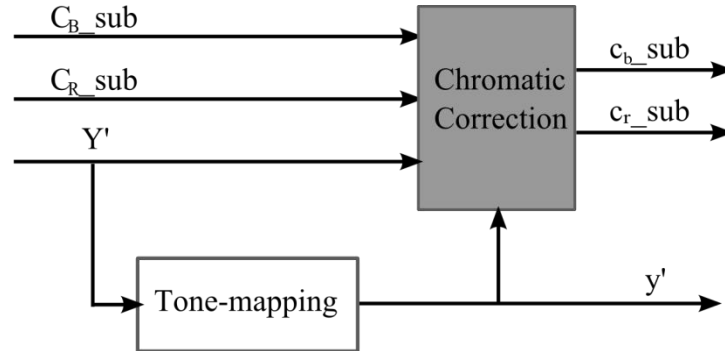 C_B_sub
c_b_sub
C_R_sub
Chromatic
Correction
c_r_sub
Y'
Tone-mapping
y'